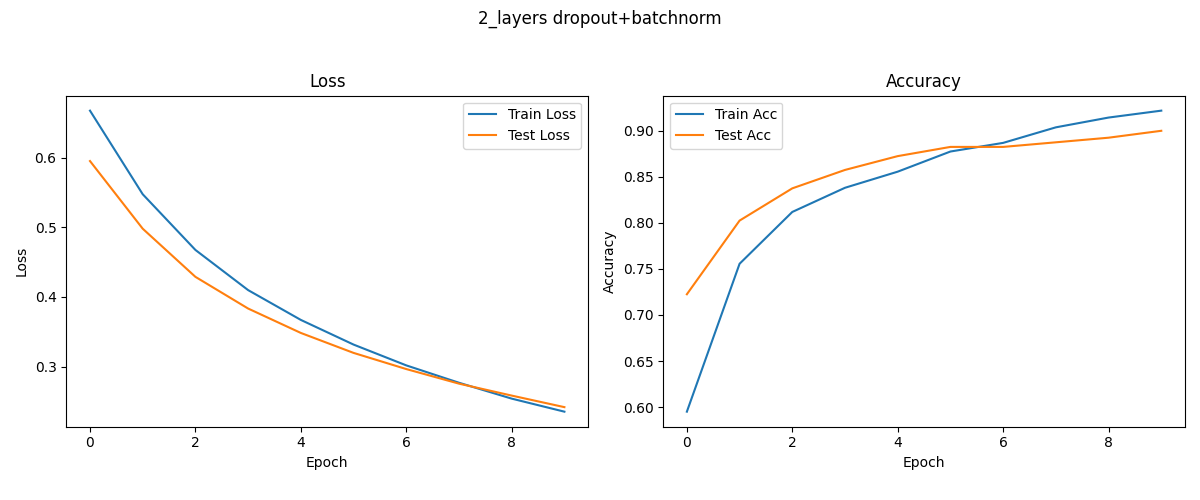 2_layers dropout+batchnorm
Loss
Train Loss
Test Loss
0.6
0.5
0.4
0.3
Loss
0 2 4 6 8
Epoch
Accuracy
Train Acc
Test Acc
0.90
0.85
0.80
0.75
0.70
0.65
0.60
Accuracy
0 2 4 6 8
Epoch